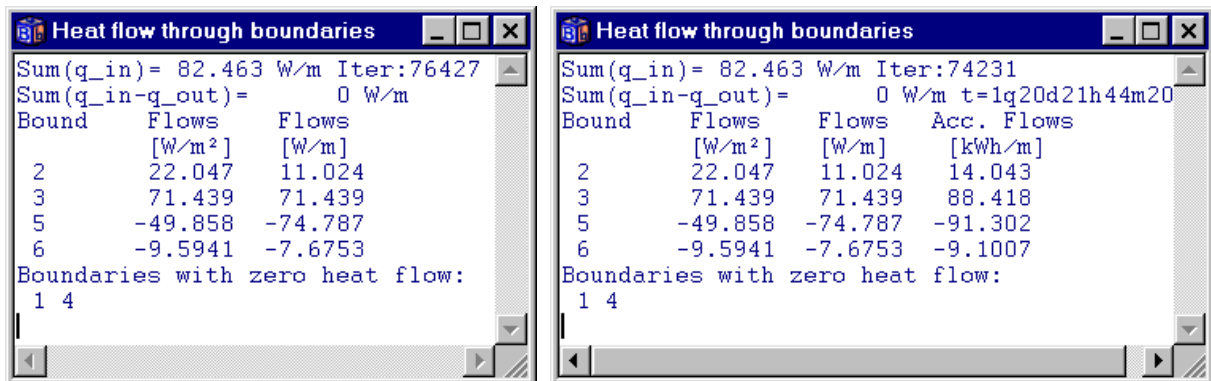 Heat flow through boundaries
Sum(q_in)= 82.463 W/m Iter:76427
Sum(q_in-q_out)= 0 W/m
Bound Flows Flows
[W/m²] [W/m]
2 22.047 11.024
3 71.439 71.439
5 -49.858 -74.787
6 -9.5941 -7.6753
Boundaries with zero heat flow:
1 4
Heat flow through boundaries
Sum(q_in)= 82.463 W/m Iter:74231
Sum(q_in-q_out)= 0 W/m t=1q20d21h44m20
Bound Flows Flows Acc. Flows
[W/m²] [W/m] [kWh/m]
2 22.047 11.024 14.043
3 71.439 71.439 88.418
5 -49.858 -74.787 -91.302
6 -9.5941 -7.6753 -9.1007
Boundaries with zero heat flow:
1 4